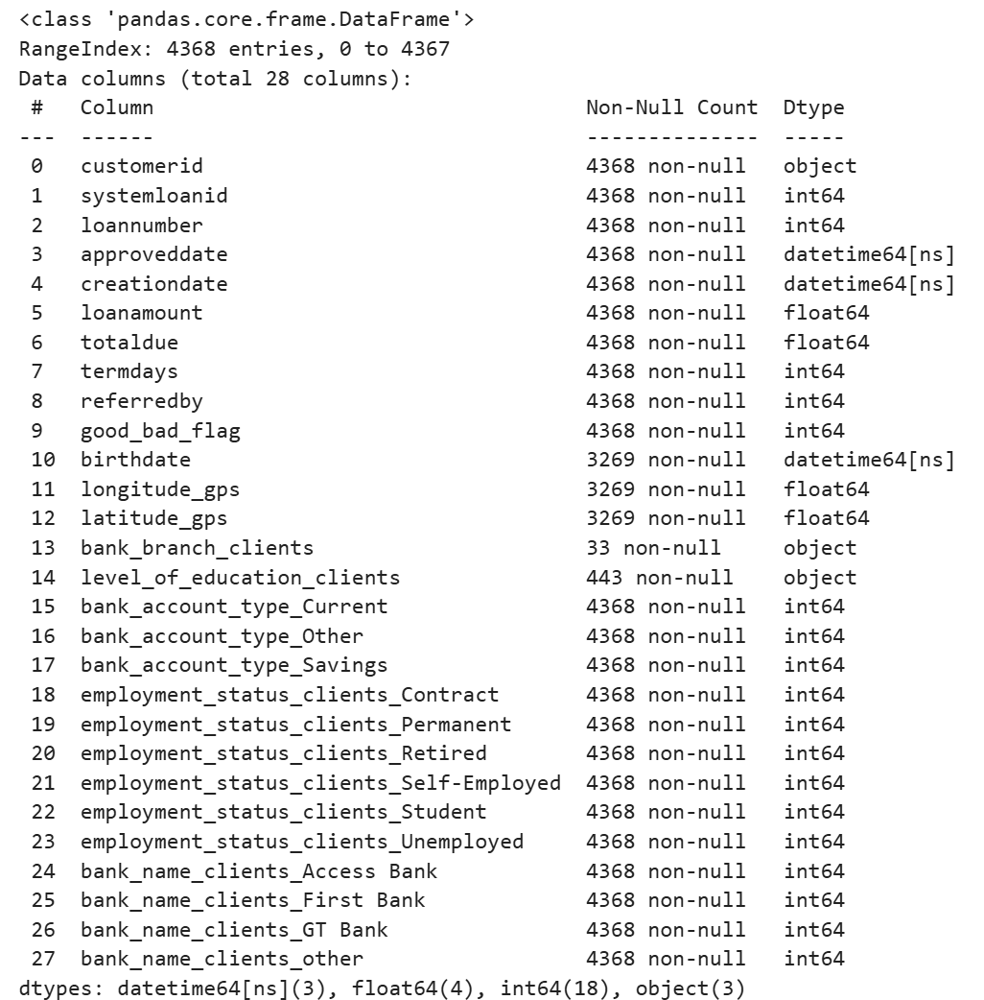 <class 'pandas.core.frame.DataFrame'>
RangeIndex: 4368 entries, 0 to 4367
Data columns (total 28 columns):
 #   Column                                   Non-Null Count  Dtype
---  ------                                   --------------  -----
 0   customerid                               4368 non-null   object
 1   systemloanid                             4368 non-null   int64
 2   loannumber                               4368 non-null   int64
 3   approveddate                             4368 non-null   datetime64[ns]
 4   creationdate                             4368 non-null   datetime64[ns]
 5   loanamount                               4368 non-null   float64
 6   totaldue                                 4368 non-null   float64
 7   termdays                                 4368 non-null   int64
 8   referredby                               4368 non-null   int64
 9   good_bad_flag                            4368 non-null   int64
 10  birthdate                                3269 non-null   datetime64[ns]
 11  longitude_gps                            3269 non-null   float64
 12  latitude_gps                             3269 non-null   float64
 13  bank_branch_clients                      33 non-null     object
 14  level_of_education_clients               443 non-null    object
 15  bank_account_type_Current                4368 non-null   int64
 16  bank_account_type_Other                  4368 non-null   int64
 17  bank_account_type_Savings                4368 non-null   int64
 18  employment_status_clients_Contract       4368 non-null   int64
 19  employment_status_clients_Permanent      4368 non-null   int64
 20  employment_status_clients_Retired        4368 non-null   int64
 21  employment_status_clients_Self-Employed  4368 non-null   int64
 22  employment_status_clients_Student        4368 non-null   int64
 23  employment_status_clients_Unemployed     4368 non-null   int64
 24  bank_name_clients_Access Bank            4368 non-null   int64
 25  bank_name_clients_First Bank             4368 non-null   int64
 26  bank_name_clients_GT Bank                4368 non-null   int64
 27  bank_name_clients_other                  4368 non-null   int64
dtypes: datetime64[ns](3), float64(4), int64(18), object(3)